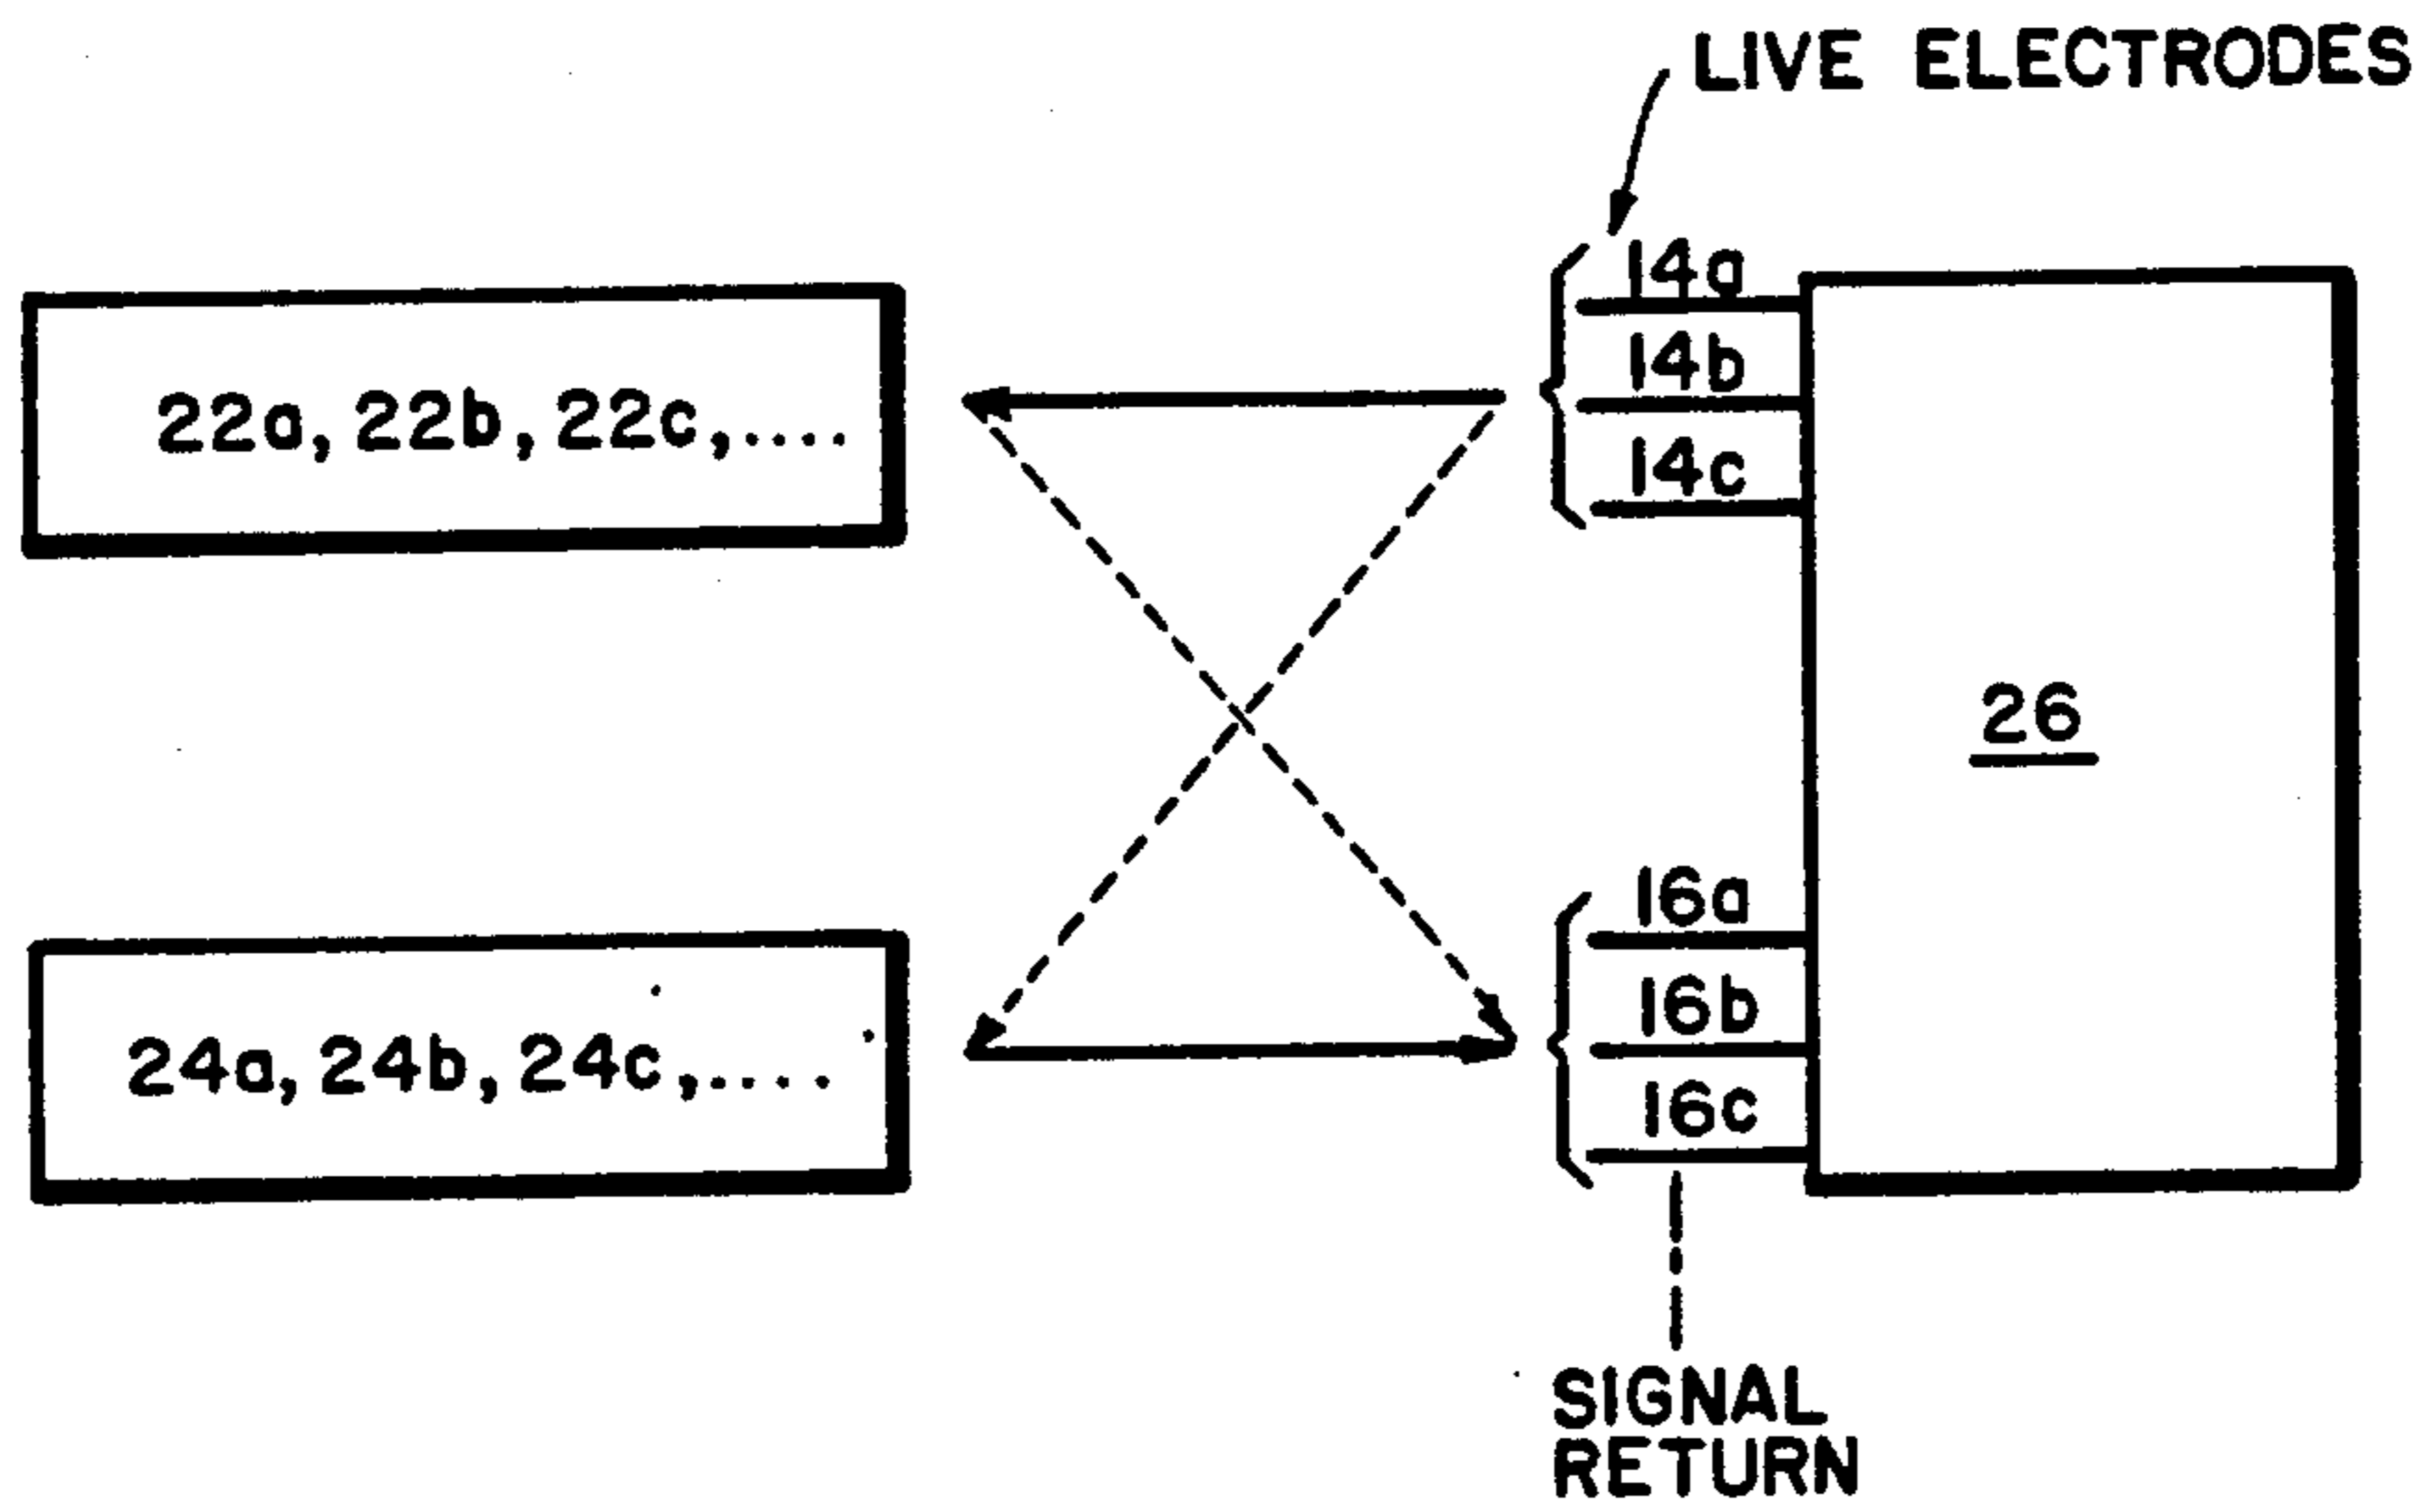 LIVE ELECTRODES
14a
14b
14c
22a, 22b, 22c, ....
26
16a
16b
16c
24a, 24b, 24c, ....
SIGNAL
RETURN